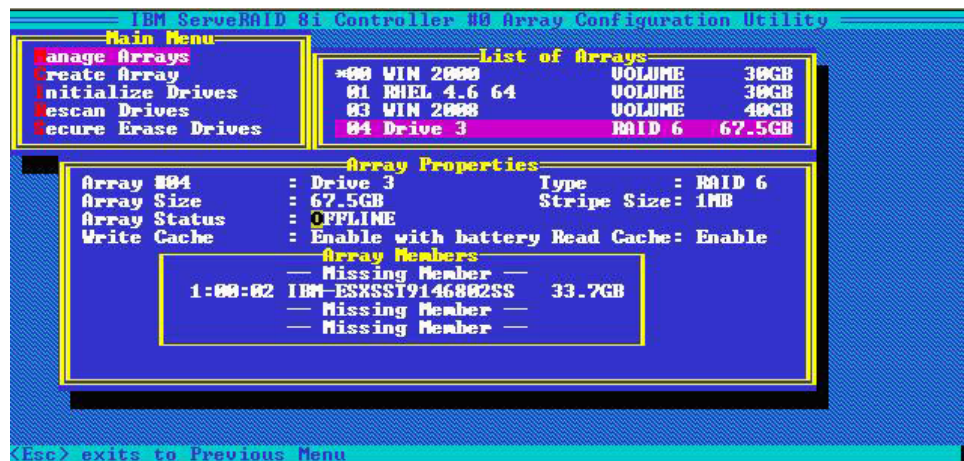 IBM ServeRAID 8i Controller #0 Array Configuration Utility
Main Menu
Manage Arrays
Create Array
Initialize Drives
Rescan Drives
Secure Erase Drives
List of Arrays
*00 WIN 2000 VOLUME 30GB
01 RHEL 4.6 64 VOLUME 30GB
03 WIN 2008 VOLUME 40GB
04 Drive 3 RAID 6 67.5GB
Array Properties
Array #04 : Drive 3 Type : RAID 6
Array Size : 67.5GB Stripe Size: 1MB
Array Status : OFFLINE
Write Cache : Enable with battery Read Cache: Enable
Array Members
— Missing Member —
1:00:02 IBM-ESXSST9146802SS 33.7GB
— Missing Member —
— Missing Member —
<Esc> exits to Previous Menu